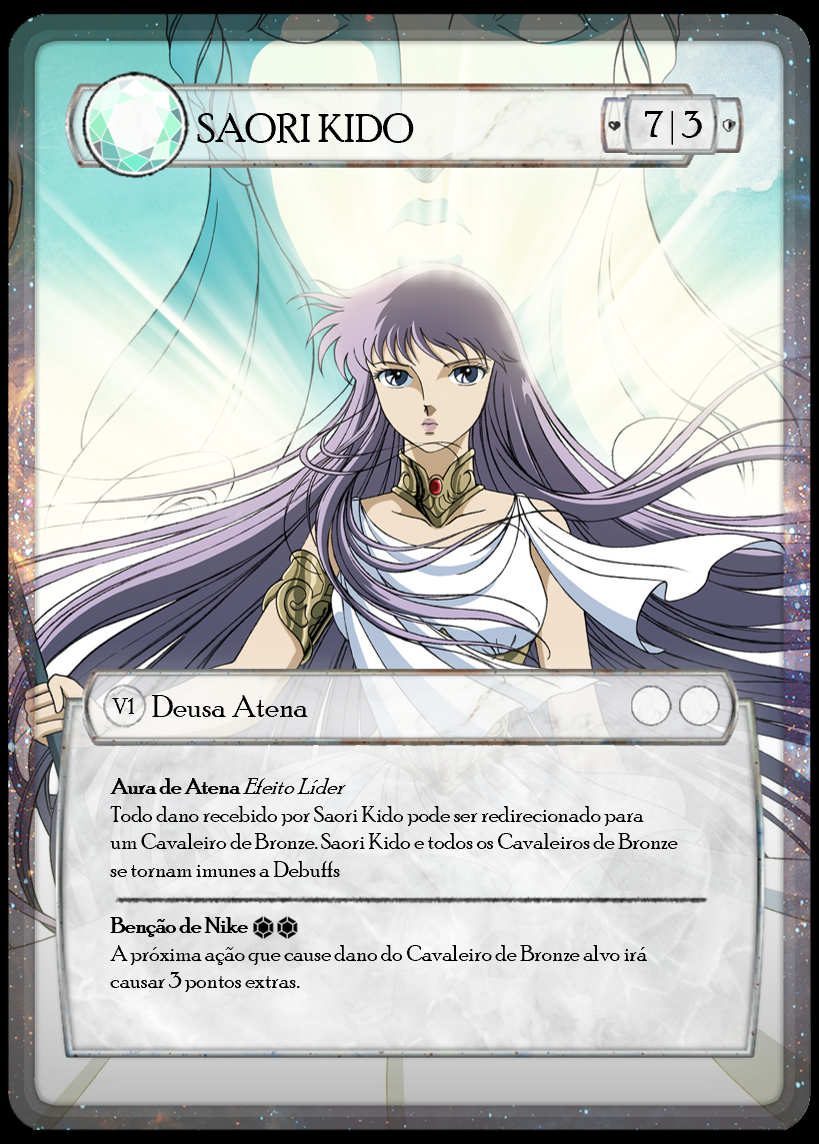 SAORI KIDO
7|3
V1 Deusa Atena
Aura de Atena Efeito Líder
Todo dano recebido por Saori Kido pode ser redirecionado para
um Cavaleiro de Bronze. Saori Kido e todos os Cavaleiros de Bronze
se tornam imunes a Debuffs
Benção de Nike
A próxima ação que cause dano do Cavaleiro de Bronze alvo irá
causar 3 pontos extras.